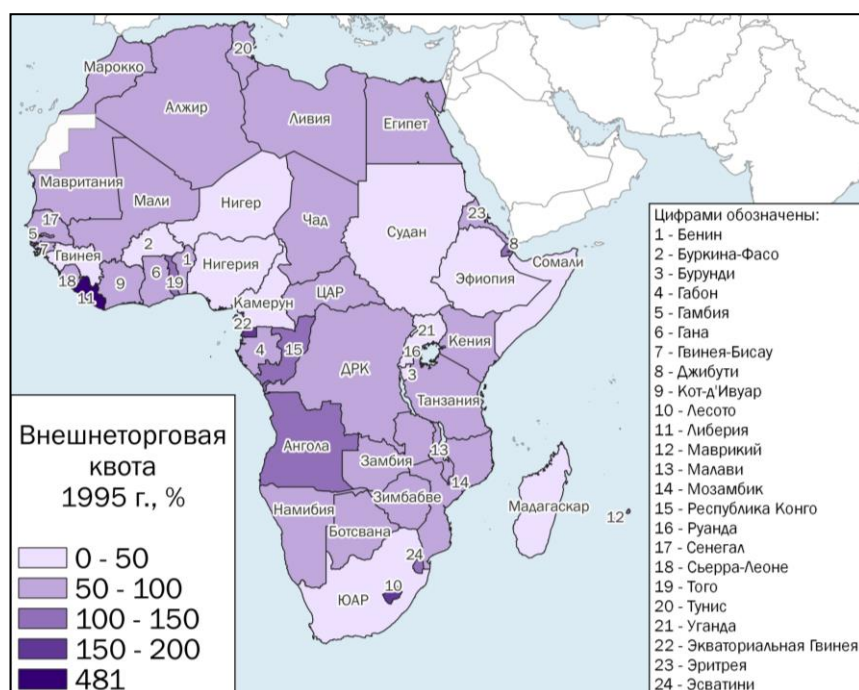 20
Марокко
Алжир
Ливия
Египет
Мавритания
Мали
Нигер
Чад
Судан
23
17
5
7
Гвинея
2
1
6
19
18
11
9
Нигерия
8
Сомали
Эфиопия
Камерун
ЦАР
22
4
15
21
16
3
Кения
ДРК
Танзания
Ангола
13
Замбия
14
Зимбабве
Мадагаскар
12
Намибия
Ботсвана
24
10
ЮАР
Внешнеторговая
квота
1995 г., %
0 - 50
50 - 100
100 - 150
150 - 200
481
Цифрами обозначены:
1 - Бенин
2 - Буркина-Фасо
3 - Бурунди
4 - Габон
5 - Гамбия
6 - Гана
7 - Гвинея-Бисау
8 - Джибути
9 - Кот-д'Ивуар
10 - Лесото
11 - Либерия
12 - Маврикий
13 - Малави
14 - Мозамбик
15 - Республика Конго
16 - Руанда
17 - Сенегал
18 - Сьерра-Леоне
19 - Того
20 - Тунис
21 - Уганда
22 - Экваториальная Гвинея
23 - Эритрея
24 - Эсватини